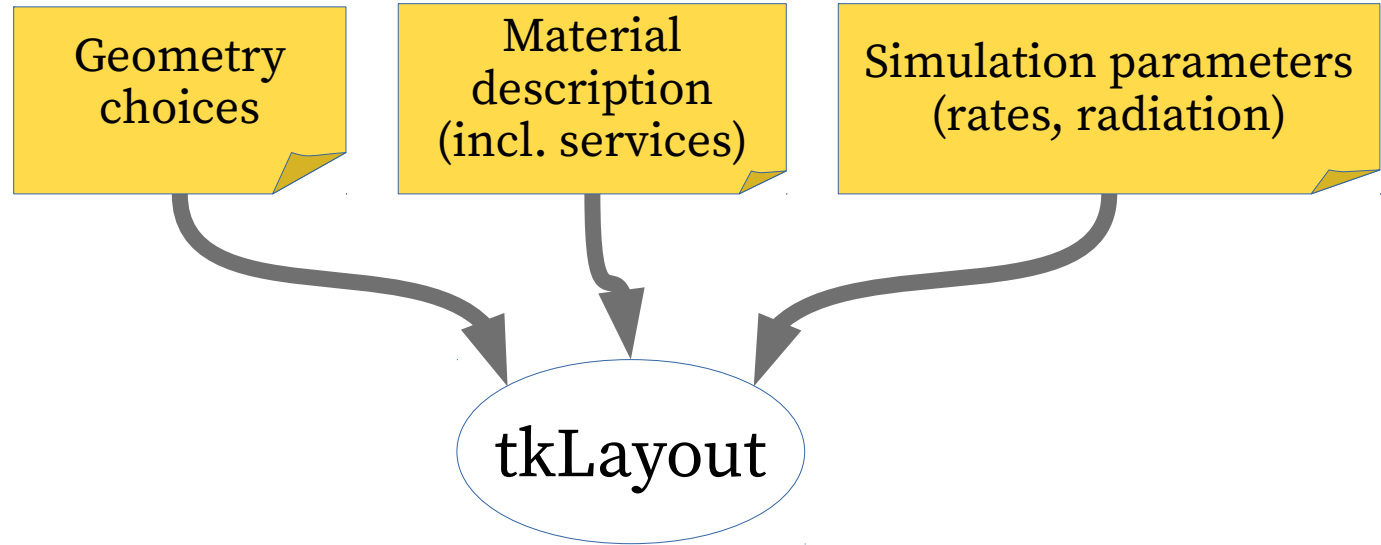 Geometry
choices
Material
description
(incl. services)
Simulation parameters
(rates, radiation)
tkLayout